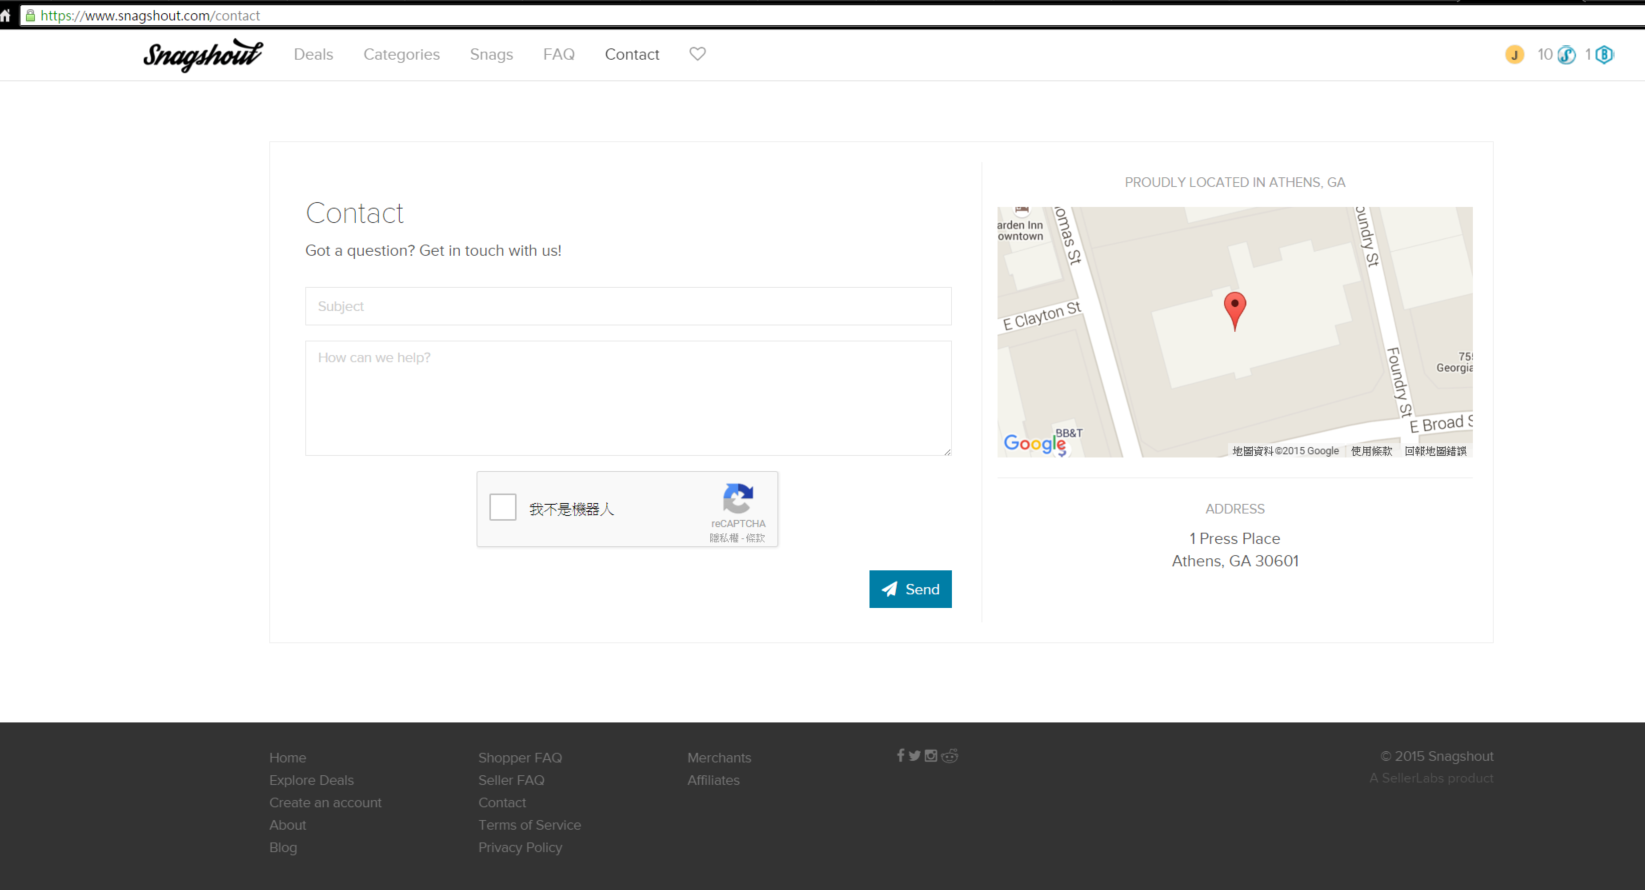 https://www.snagshout.com/contact
Snagshout Deals Categories Snags FAQ Contact J 10 S 1 B
PROUDLY LOCATED IN ATHENS, GA
Contact
Got a question? Get in touch with us!
Subject
How can we help?
我不是機器人
reCAPTCHA
隱私權 - 條款
Send
arden Inn
owntown
omas St
oundry St
E Clayton St
Foundry St
755
Georgia
E Broad S
BB&T
Google
地圖資料©2015 Google 使用條款 回報地圖錯誤
ADDRESS
1 Press Place
Athens, GA 30601
Home
Explore Deals
Create an account
About
Blog
Shopper FAQ
Seller FAQ
Contact
Terms of Service
Privacy Policy
Merchants
Affiliates
© 2015 Snagshout
A SellerLabs product